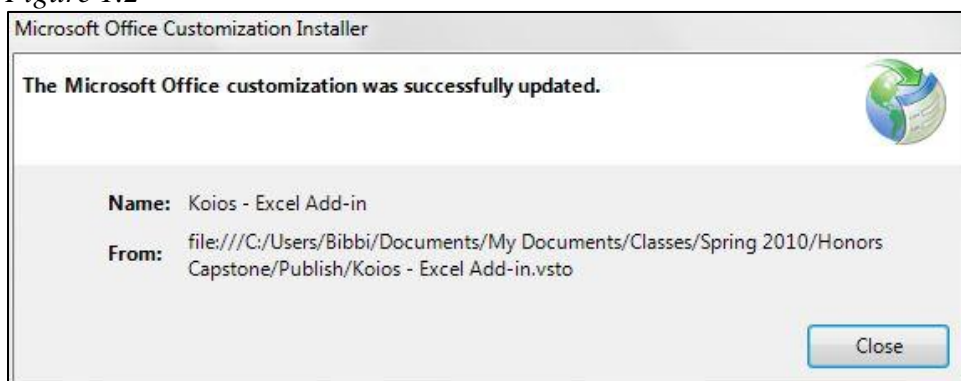 Figure 1.2
Microsoft Office Customization Installer
The Microsoft Office customization was successfully updated.
Name: Koios - Excel Add-in
From: file:///C:/Users/Bibbi/Documents/My Documents/Classes/Spring 2010/Honors
Capstone/Publish/Koios - Excel Add-in.vsto
Close